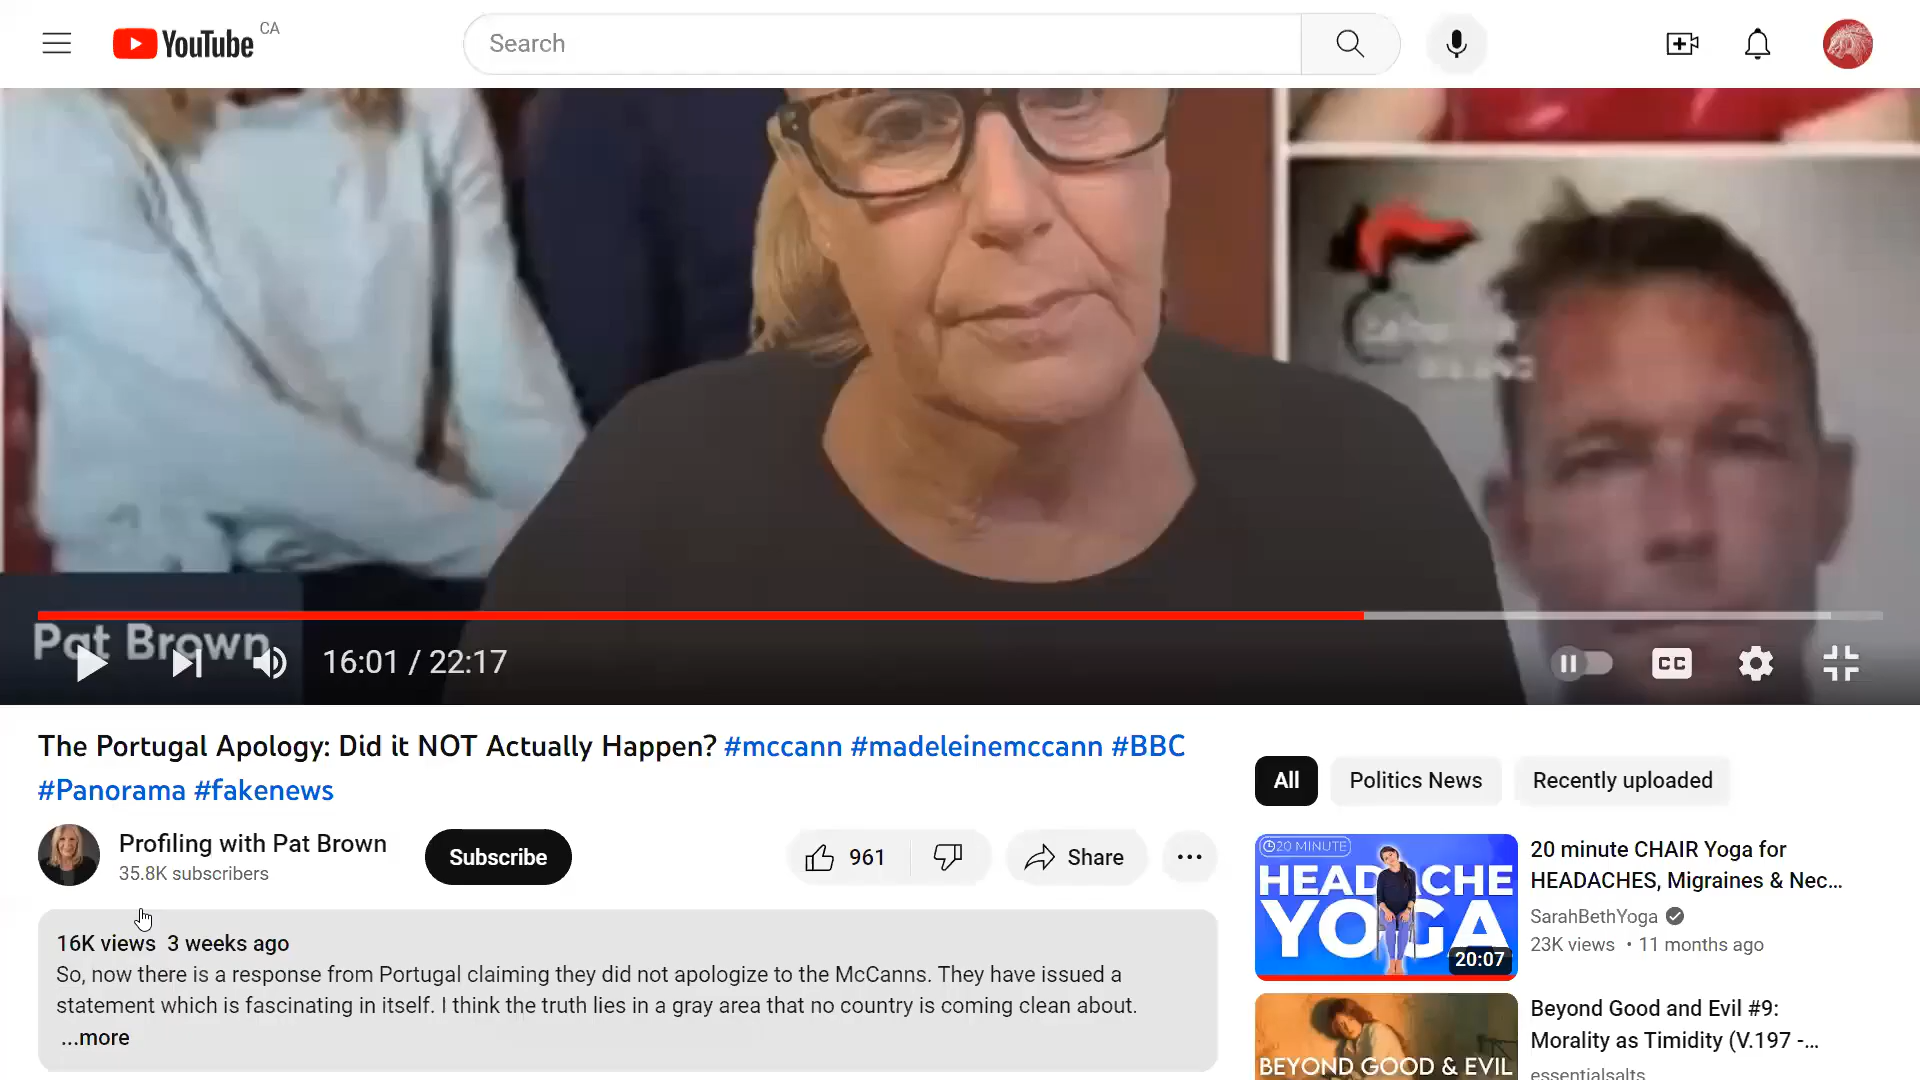 YouTube CA
Search
Pat Brown
16:01 / 22:17
CC
The Portugal Apology: Did it NOT Actually Happen? #mccann #madeleinemccann #BBC
#Panorama #fakenews
Profiling with Pat Brown
35.8K subscribers
Subscribe
961
Share
16K views 3 weeks ago
So, now there is a response from Portugal claiming they did not apologize to the McCanns. They have issued a
statement which is fascinating in itself. I think the truth lies in a gray area that no country is coming clean about.
...more
All
Politics News
Recently uploaded
20 MINUTE
HEADACHE
YOGA
20:07
20 minute CHAIR Yoga for
HEADACHES, Migraines & Nec...
SarahBethYoga
23K views • 11 months ago
BEYOND GOOD & EVIL
Beyond Good and Evil #9:
Morality as Timidity (V.197 -...
essentialsalts